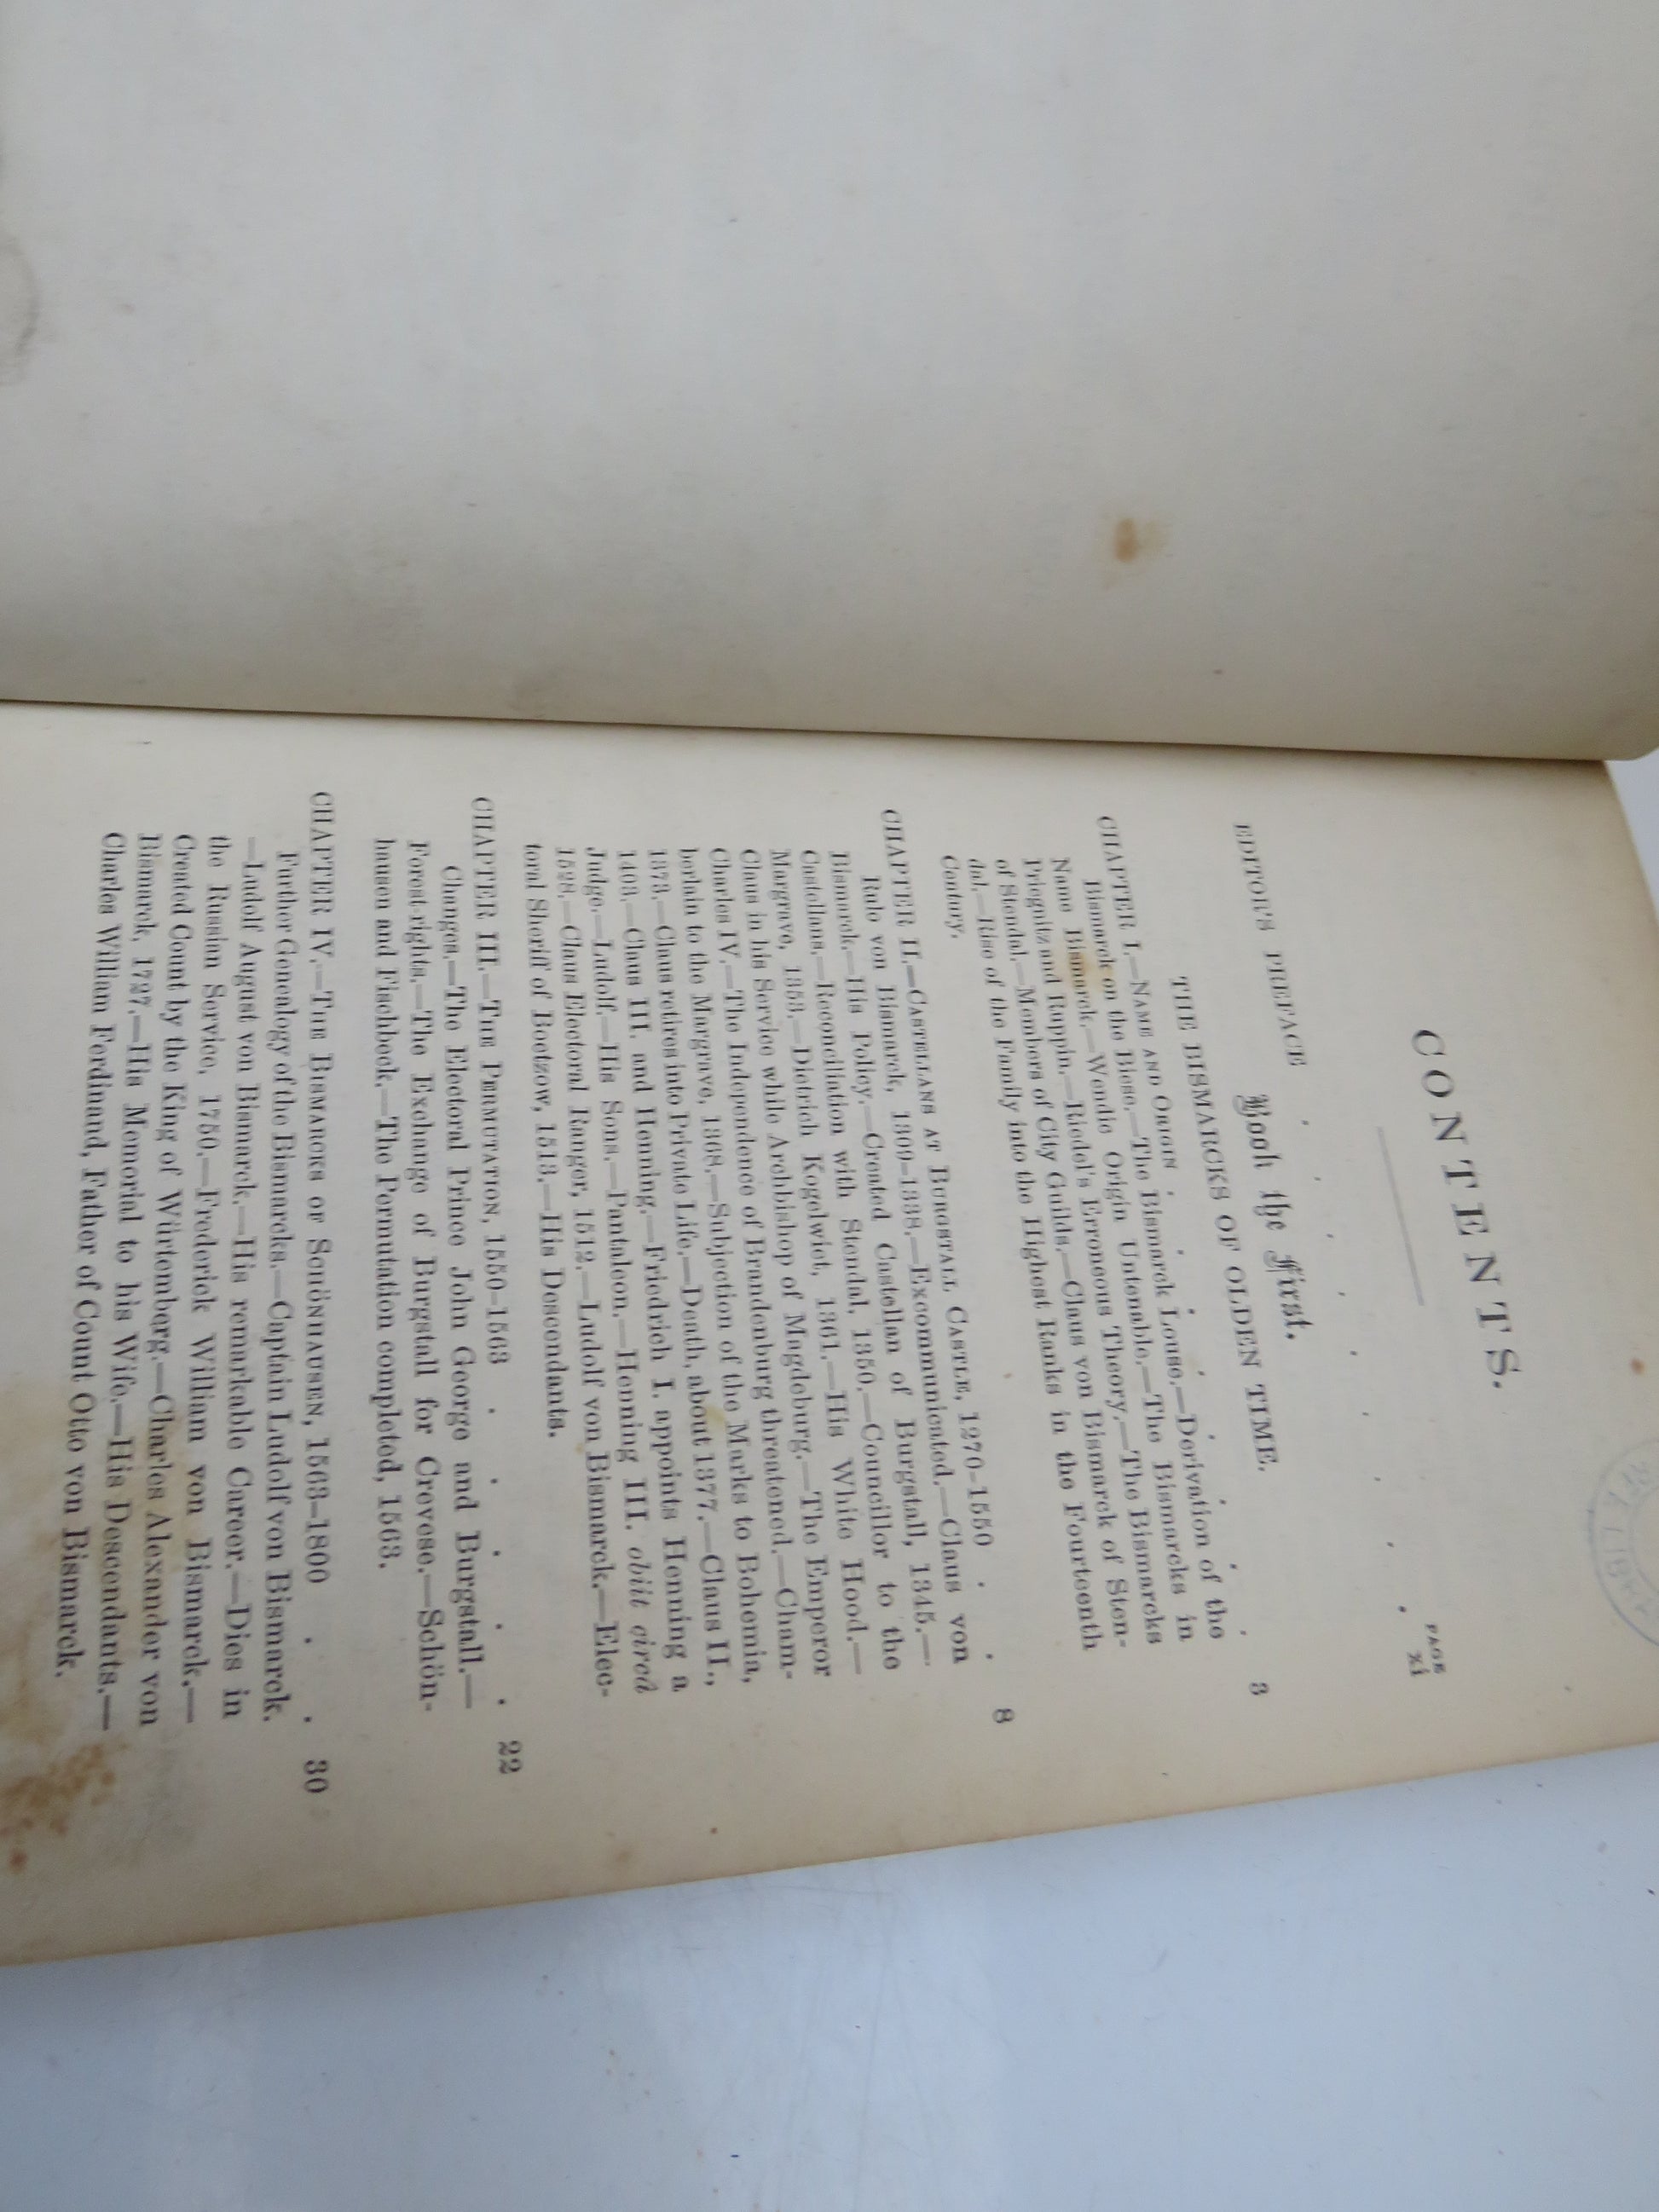 CONTENTS.
PAGE
EDITOR'S PREFACE . . . . . . . . xi
Book the First.
THE BISMARCKS OF OLDEN TIME.
CHAPTER I.—NAME AND ORIGIN . . . . . . . . 3
Bismarck on the Biese.—The Bismarck Louse.—Derivation of the
Name Bismarck.—Wendic Origin Untenable.—The Bismarcks in
Priegnitz and Ruppin.—Riedel's Erroneous Theory.—The Bismarcks
of Stendal.—Members of City Guilds.—Claus von Bismarck of Sten-
dal.—Rise of the Family into the Highest Ranks in the Fourteenth
Century.
CHAPTER II.—CASTELLANS AT BURGSTALL CASTLE, 1270-1550 . . 8
Rulo von Bismarck, 1309-1338.—Excommunicated.—Claus von
Bismarck.—His Policy.—Created Castellan of Burgstall, 1345.—
Castellans.—Reconciliation with Stendal, 1350.—Councillor to the
Margrave, 1353.—Dietrich Kogelwiet, 1361.—His White Hood.—
Claus in his Service while Archbishop of Magdeburg.—The Emperor
Charles IV.—The Independence of Brandenburg threatened.—Cham-
berlain to the Margrave, 1368.—Subjection of the Marks to Bohemia,
1373.—Claus retires into Private Life.—Death, about 1377.—Claus II.,
1403.—Claus III. and Henning.—Friedrich I. appoints Henning a
Judge.—Ludolf.—His Sons.—Pantaleon.—Henning III. obiit circà
1528.—Claus Electoral Ranger, 1512.—Ludolf von Bismarck.—Elec-
toral Sheriff of Boetzow, 1513.—His Descendants.
CHAPTER III.—THE PERMUTATION, 1550-1563 . . . . . 22
Changes.—The Electoral Prince John George and Burgstall.—
Forest-rights.—The Exchange of Burgstall for Crevese.—Schön-
hausen and Fischbeck.—The Permutation completed, 1563.
CHAPTER IV.—THE BISMARCKS OF SCHÖNHAUSEN, 1563-1800 . . 30
Further Genealogy of the Bismarcks.—Captain Ludolf von Bismarck.
—Ludolf August von Bismarck.—His remarkable Career.—Dies in
the Russian Service, 1750.—Frederick William von Bismarck.—
Created Count by the King of Würtemberg.—Charles Alexander von
Bismarck, 1727.—His Memorial to his Wife.—His Descendants.—
Charles William Ferdinand, Father of Count Otto von Bismarck.